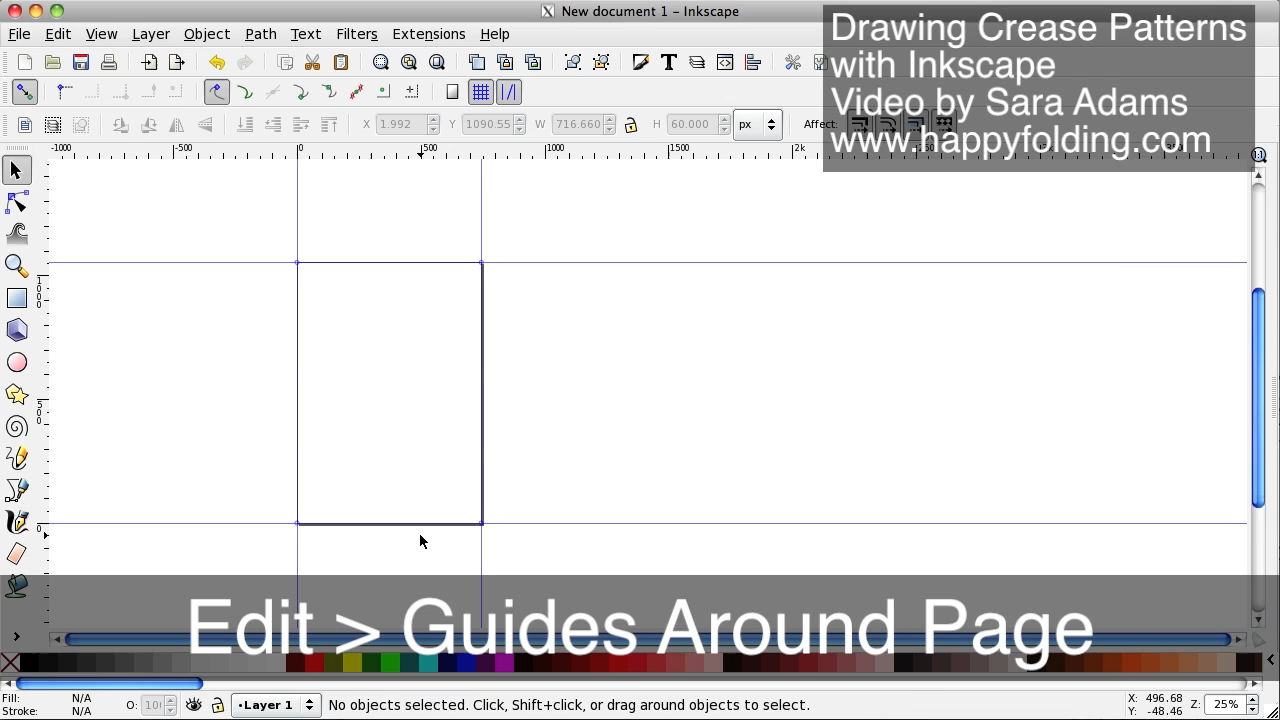 New document 1 - Inkscape
File Edit View Layer Object Path Text Filters Extensions Help
Drawing Crease Patterns
with Inkscape
Video by Sara Adams
www.happyfolding.com
X 1.992 Y 1090.55 W 716.660 H 60.000 px Affect:
-1000 -500 0 500 1000 1500 2k
1000
500
0
Edit > Guides Around Page
Fill: N/A
Stroke: N/A
O:
•Layer 1
No objects selected. Click, Shift+click, or drag around objects to select.
X: 496.68
Y: -48.46
Z: 25%